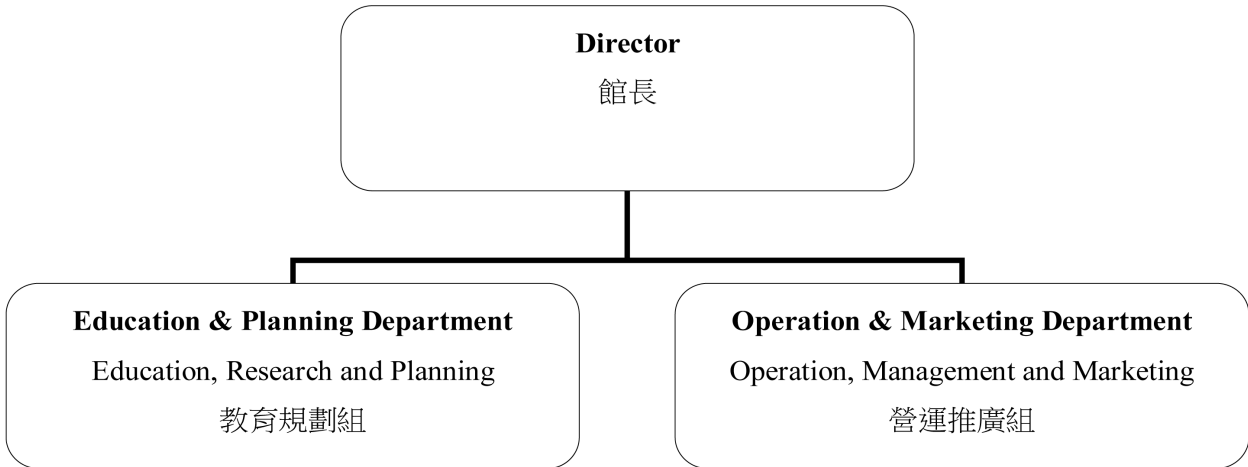 Director
館長
Education & Planning Department
Education, Research and Planning
教育規劃組
Operation & Marketing Department
Operation, Management and Marketing
營運推廣組